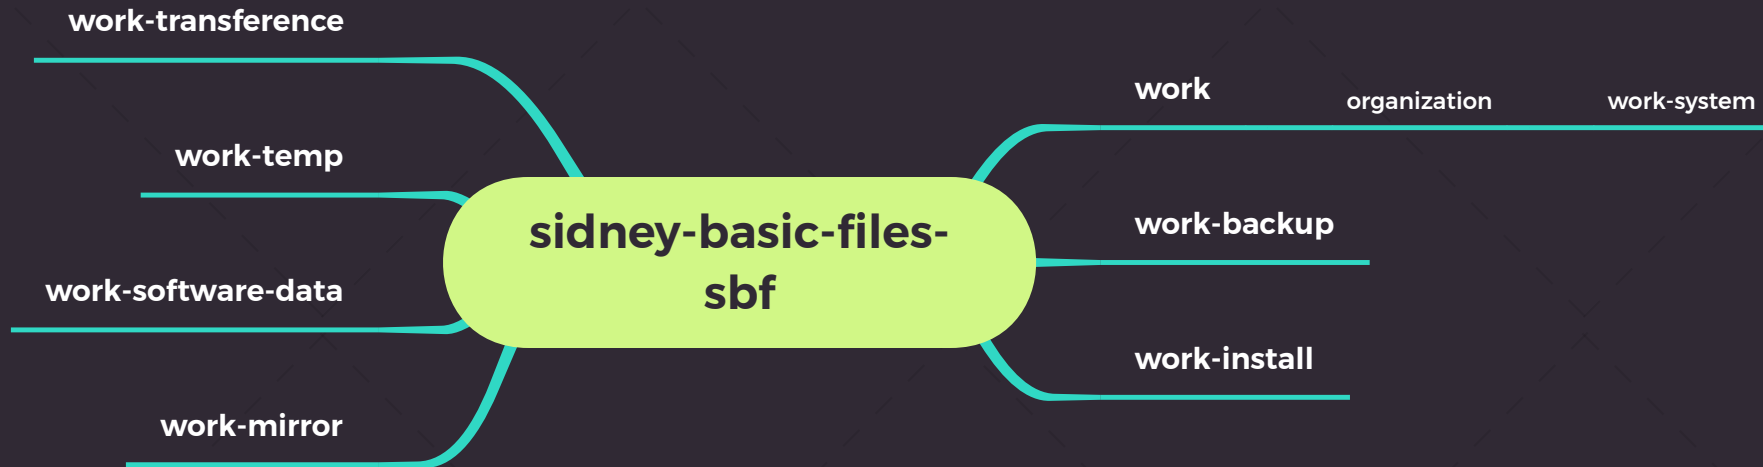 work-transference
work-temp
work-software-data
work-mirror
sidney-basic-files-
sbf
work
organization
work-system
work-backup
work-install